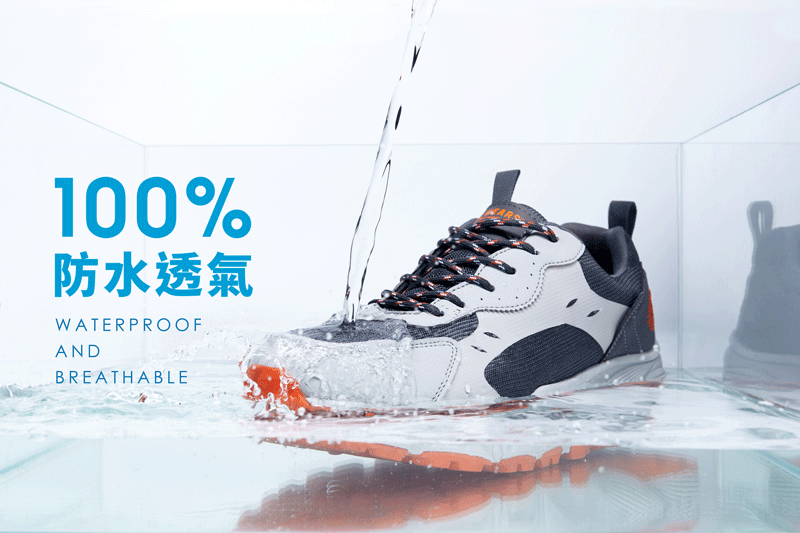 100%
防水透氣
WATERPROOF
AND
BREATHABLE